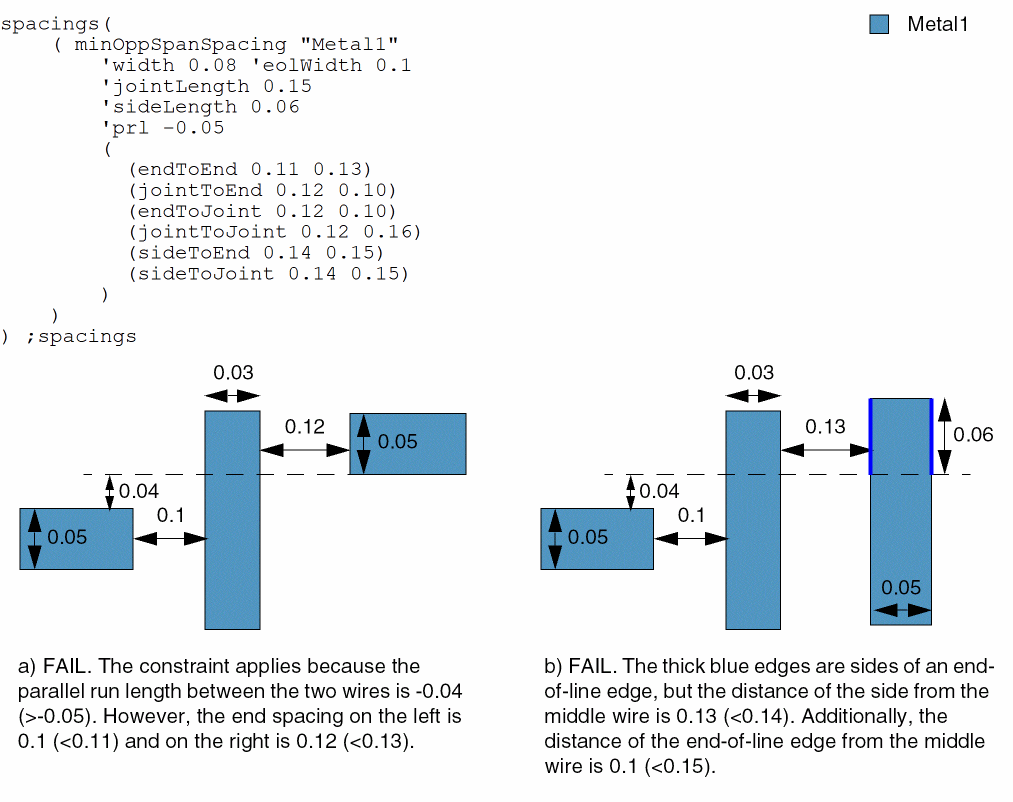 spacings(
( minOppSpanSpacing "Metal1"
'width 0.08 'eolWidth 0.1
'jointLength 0.15
'sideLength 0.06
'prl -0.05
(
(endToEnd 0.11 0.13)
(jointToEnd 0.12 0.10)
(endToJoint 0.12 0.10)
(jointToJoint 0.12 0.16)
(sideToEnd 0.14 0.15)
(sideToJoint 0.14 0.15)
)
)
) ;spacings
Metal1
0.03
0.12
0.05
0.04
0.1
0.05
a) FAIL. The constraint applies because the
parallel run length between the two wires is -0.04
(>-0.05). However, the end spacing on the left is
0.1 (<0.11) and on the right is 0.12 (<0.13).
0.03
0.13
0.06
0.04
0.1
0.05
0.05
b) FAIL. The thick blue edges are sides of an end-
of-line edge, but the distance of the side from the
middle wire is 0.13 (<0.14). Additionally, the
distance of the end-of-line edge from the middle
wire is 0.1 (<0.15).